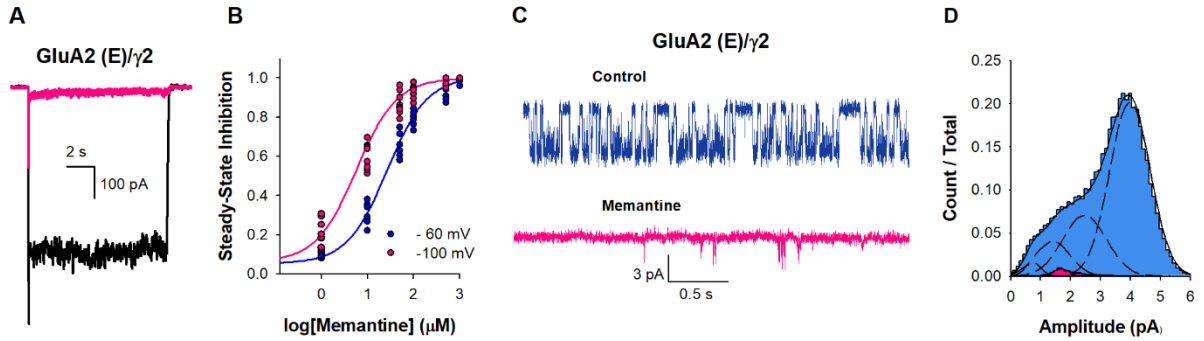 A
GluA2 (E)/γ2
2 s
100 pA
B
Steady-State Inhibition
1.0
0.8
0.6
0.4
0.2
0.0
- 60 mV
-100 mV
0 1 2 3
log[Memantine] (μM)
C
GluA2 (E)/γ2
Control
Memantine
3 pA
0.5 s
D
Count / Total
0.25
0.20
0.15
0.10
0.05
0.00
0 1 2 3 4 5 6
Amplitude (pA)